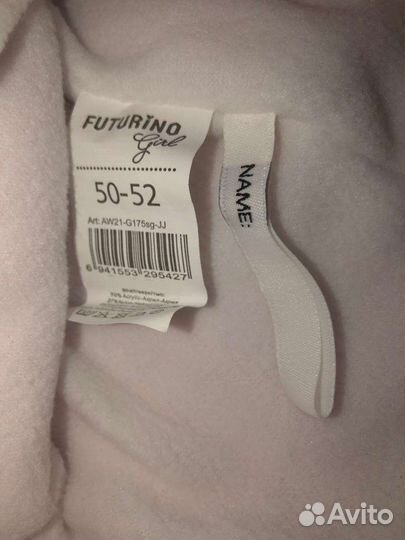 FUTURINO
Girl
50-52
Art: AW21-G175sg-JJ
6 941553 295427
NAME:
Avito